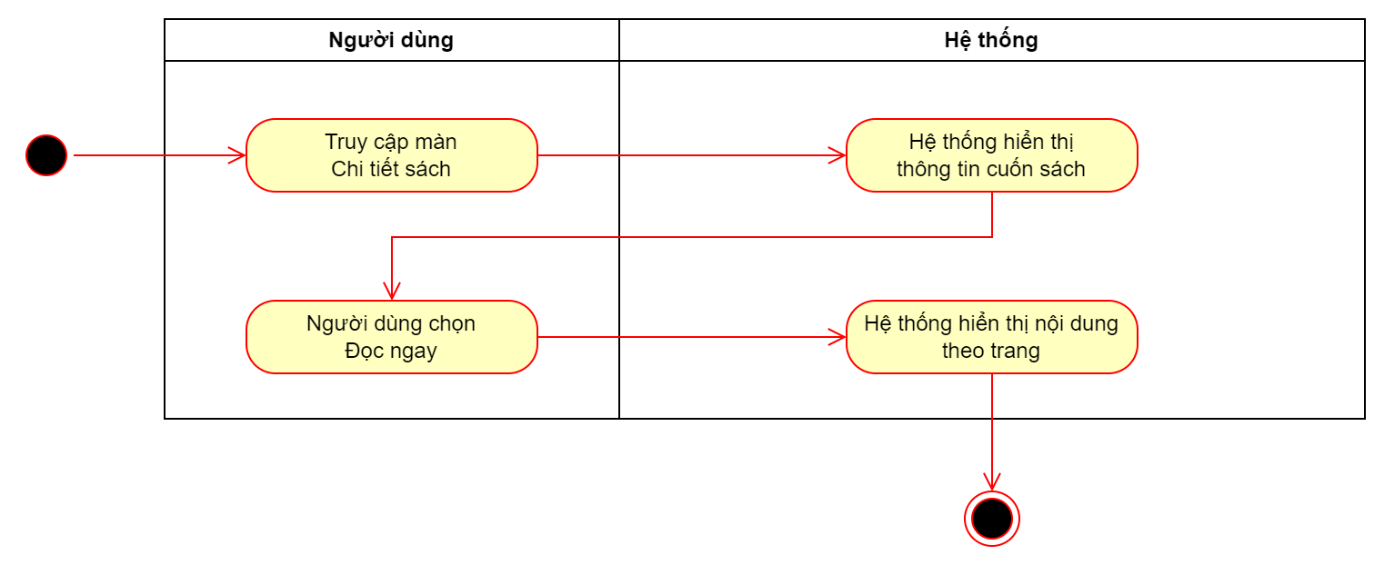 Người dùng
Hệ thống
Truy cập màn
Chi tiết sách
Hệ thống hiển thị
thông tin cuốn sách
Người dùng chọn
Đọc ngay
Hệ thống hiển thị nội dung
theo trang